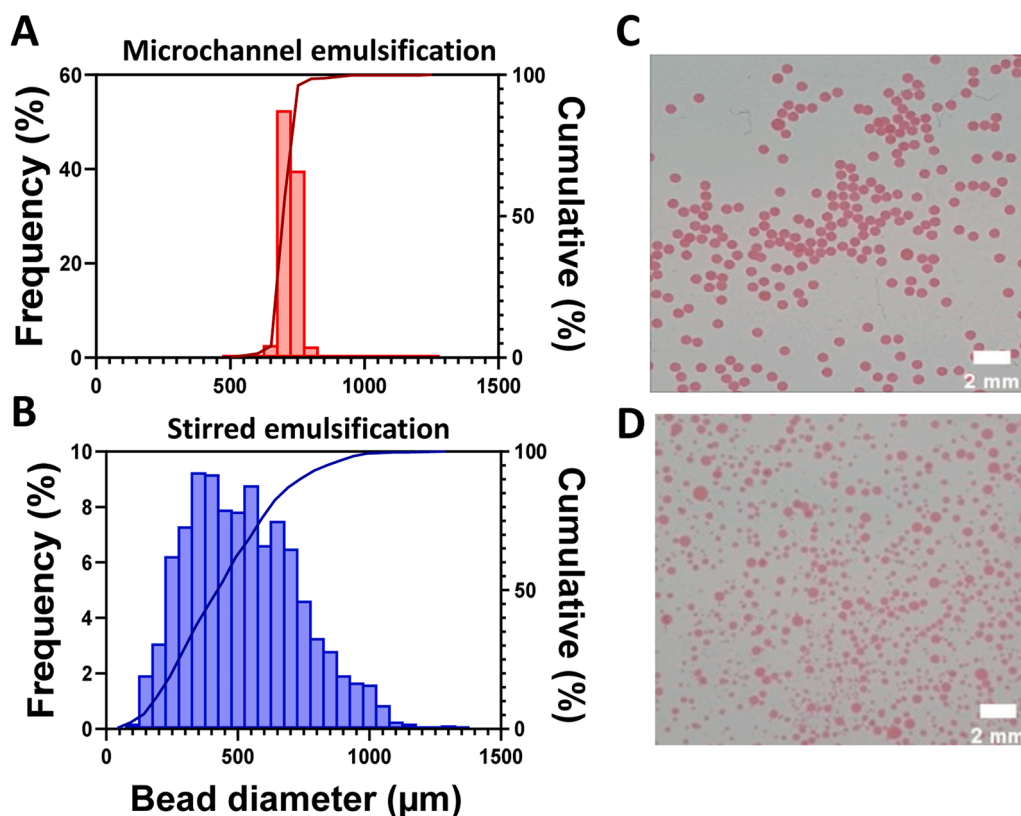 A
Microchannel emulsification
Frequency (%)
60
40
20
0
100
50
0
Cumulative (%)
0
500
1000
1500
B
Stirred emulsification
Frequency (%)
10
8
6
4
2
0
100
50
0
Cumulative (%)
0
500
1000
1500
Bead diameter (µm)
C
2 mm
D
2 mm